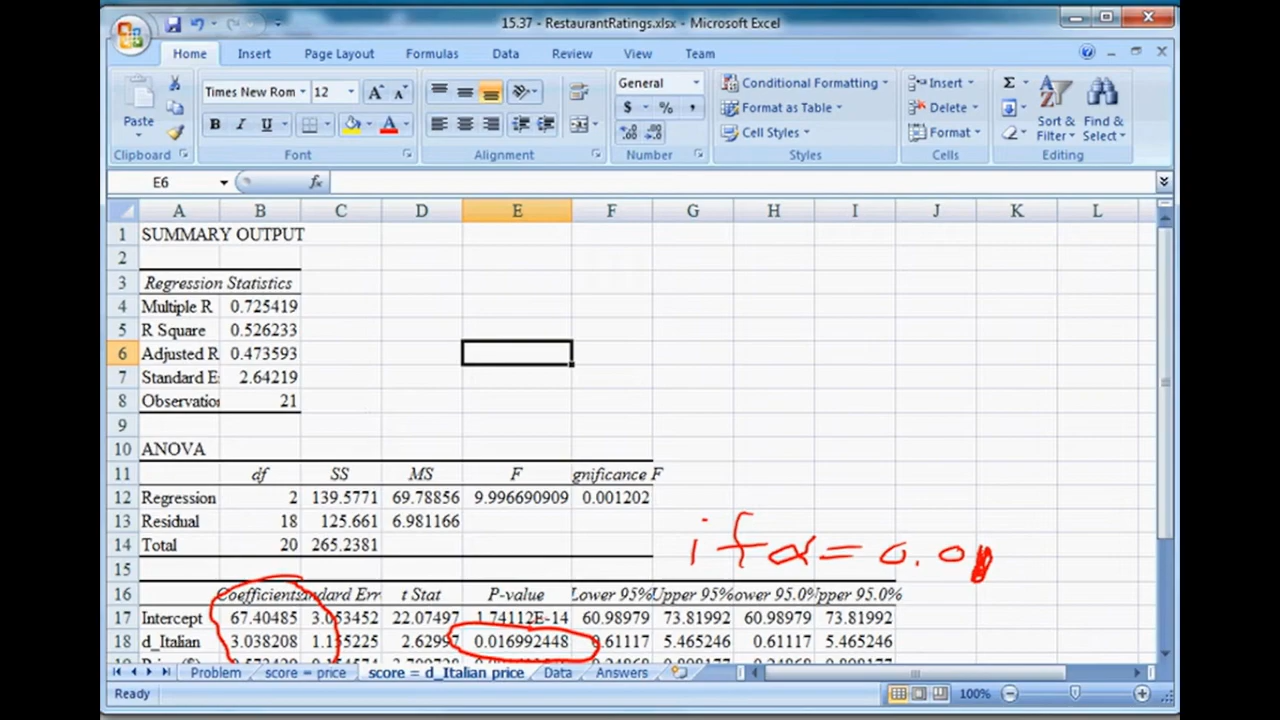 15.37 - RestaurantRatings.xlsx - Microsoft Excel
Home Insert Page Layout Formulas Data Review View Team
Times New Rom 12 A A General Conditional Formatting Insert Σ
Paste B I U A $ % , Format as Table Delete Sort & Filter Find & Select
Cell Styles Format
Clipboard Font Alignment Number Styles Cells Editing
E6 fx
A B C D E F G H I J K L
1 SUMMARY OUTPUT
2
3 Regression Statistics
4 Multiple R 0.725419
5 R Square 0.526233
6 Adjusted R 0.473593
7 Standard E 2.64219
8 Observatio 21
9
10 ANOVA
11 df SS MS F gnificance F
12 Regression 2 139.5771 69.78856 9.996690909 0.001202
13 Residual 18 125.661 6.981166
14 Total 20 265.2381
if α = 0.0
15
16 Coefficients andard Err t Stat P-value Lower 95% Upper 95% ower 95.0% pper 95.0%
17 Intercept 67.40485 3.053452 22.07497 1.74112E-14 60.98979 73.81992 60.98979 73.81992
18 d_Italian 3.038208 1.155225 2.62997 0.016992448 0.61117 5.465246 0.61117 5.465246
Problem score = price score = d_Italian price Data Answers
Ready 100%